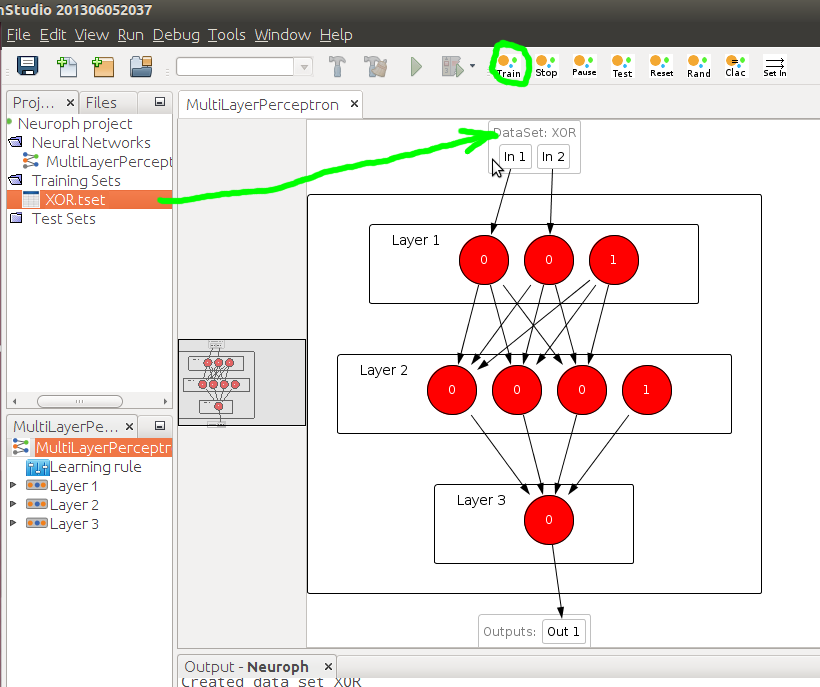 nStudio 201306052037
File Edit View Run Debug Tools Window Help
Train Stop Pause Test Reset Rand Clac Set In
Proj... × Files
MultiLayerPerceptron ×
Neuroph project
Neural Networks
MultiLayerPercept
Training Sets
XOR.tset
Test Sets
DataSet: XOR
In 1 In 2
Layer 1
0 0 1
Layer 2
0 0 0 1
Layer 3
0
Outputs: Out 1
MultiLayerPe... ×
MultiLayerPerceptr
Learning rule
Layer 1
Layer 2
Layer 3
Output - Neuroph ×
Created data set XOR